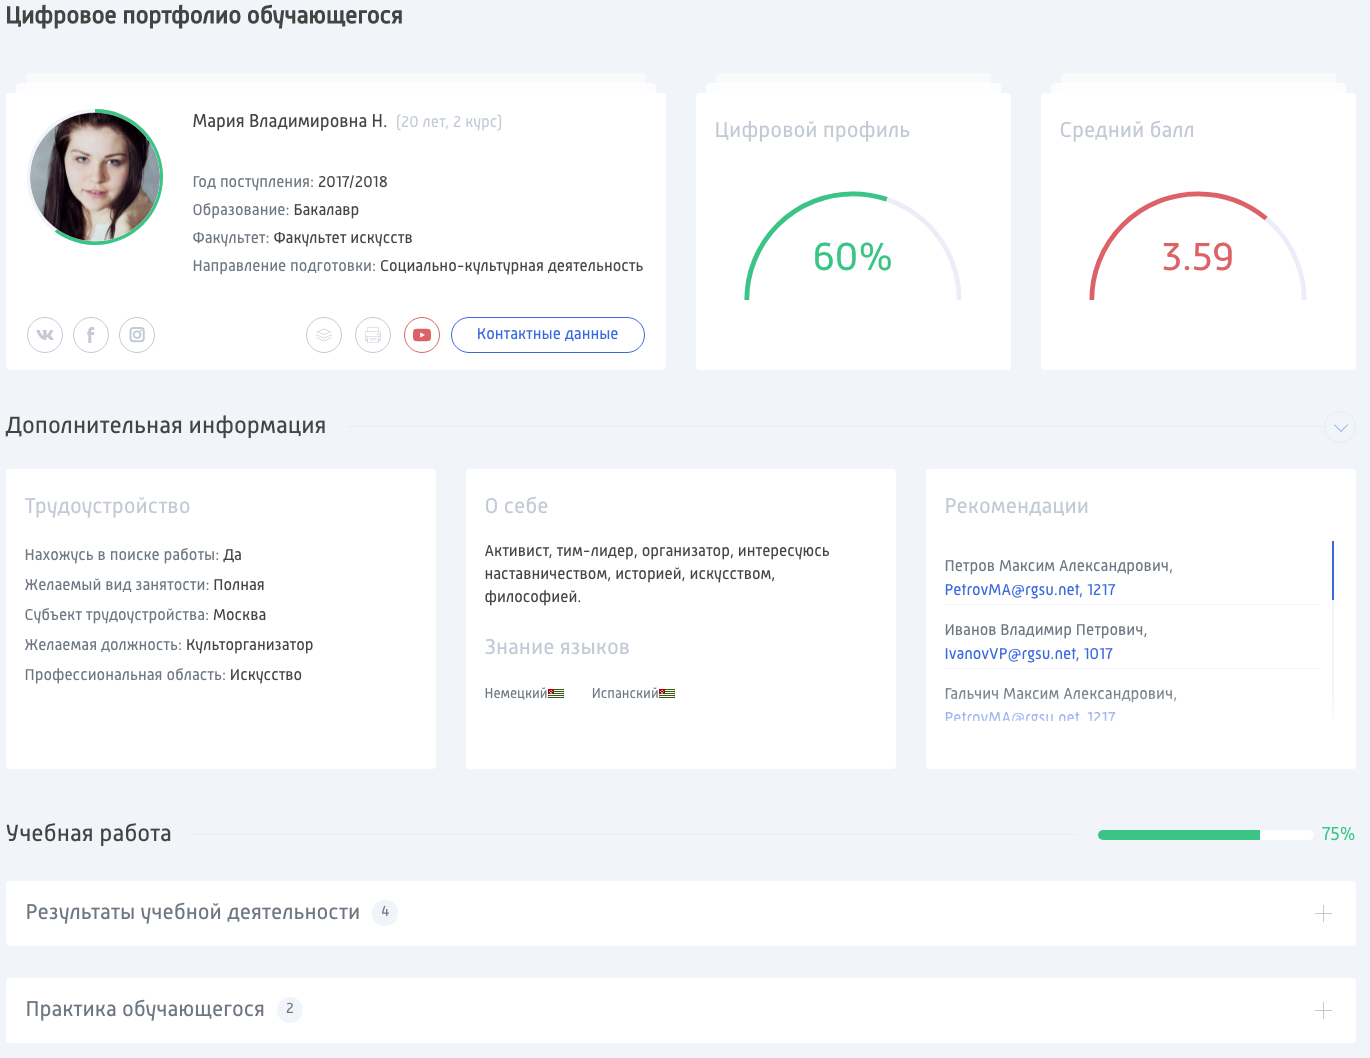 Цифровое портфолио обучающегося
Мария Владимировна Н. (20 лет, 2 курс)
Год поступления: 2017/2018
Образование: Бакалавр
Факультет: Факультет искусств
Направление подготовки: Социально-культурная деятельность
Контактные данные
Цифровой профиль
60%
Средний балл
3.59
Дополнительная информация
Трудоустройство
Нахожусь в поиске работы: Да
Желаемый вид занятости: Полная
Субъект трудоустройства: Москва
Желаемая должность: Культорганизатор
Профессиональная область: Искусство
О себе
Активист, тим-лидер, организатор, интересуюсь
наставничеством, историей, искусством,
философией.
Знание языков
Немецкий Испанский
Рекомендации
Петров Максим Александрович,
PetrovMA@rgsu.net, 1217
Иванов Владимир Петрович,
IvanovVP@rgsu.net, 1017
Гальчич Максим Александрович,
PetrovMA@rgsu.net, 1217
Учебная работа
75%
Результаты учебной деятельности 4
Практика обучающегося 2